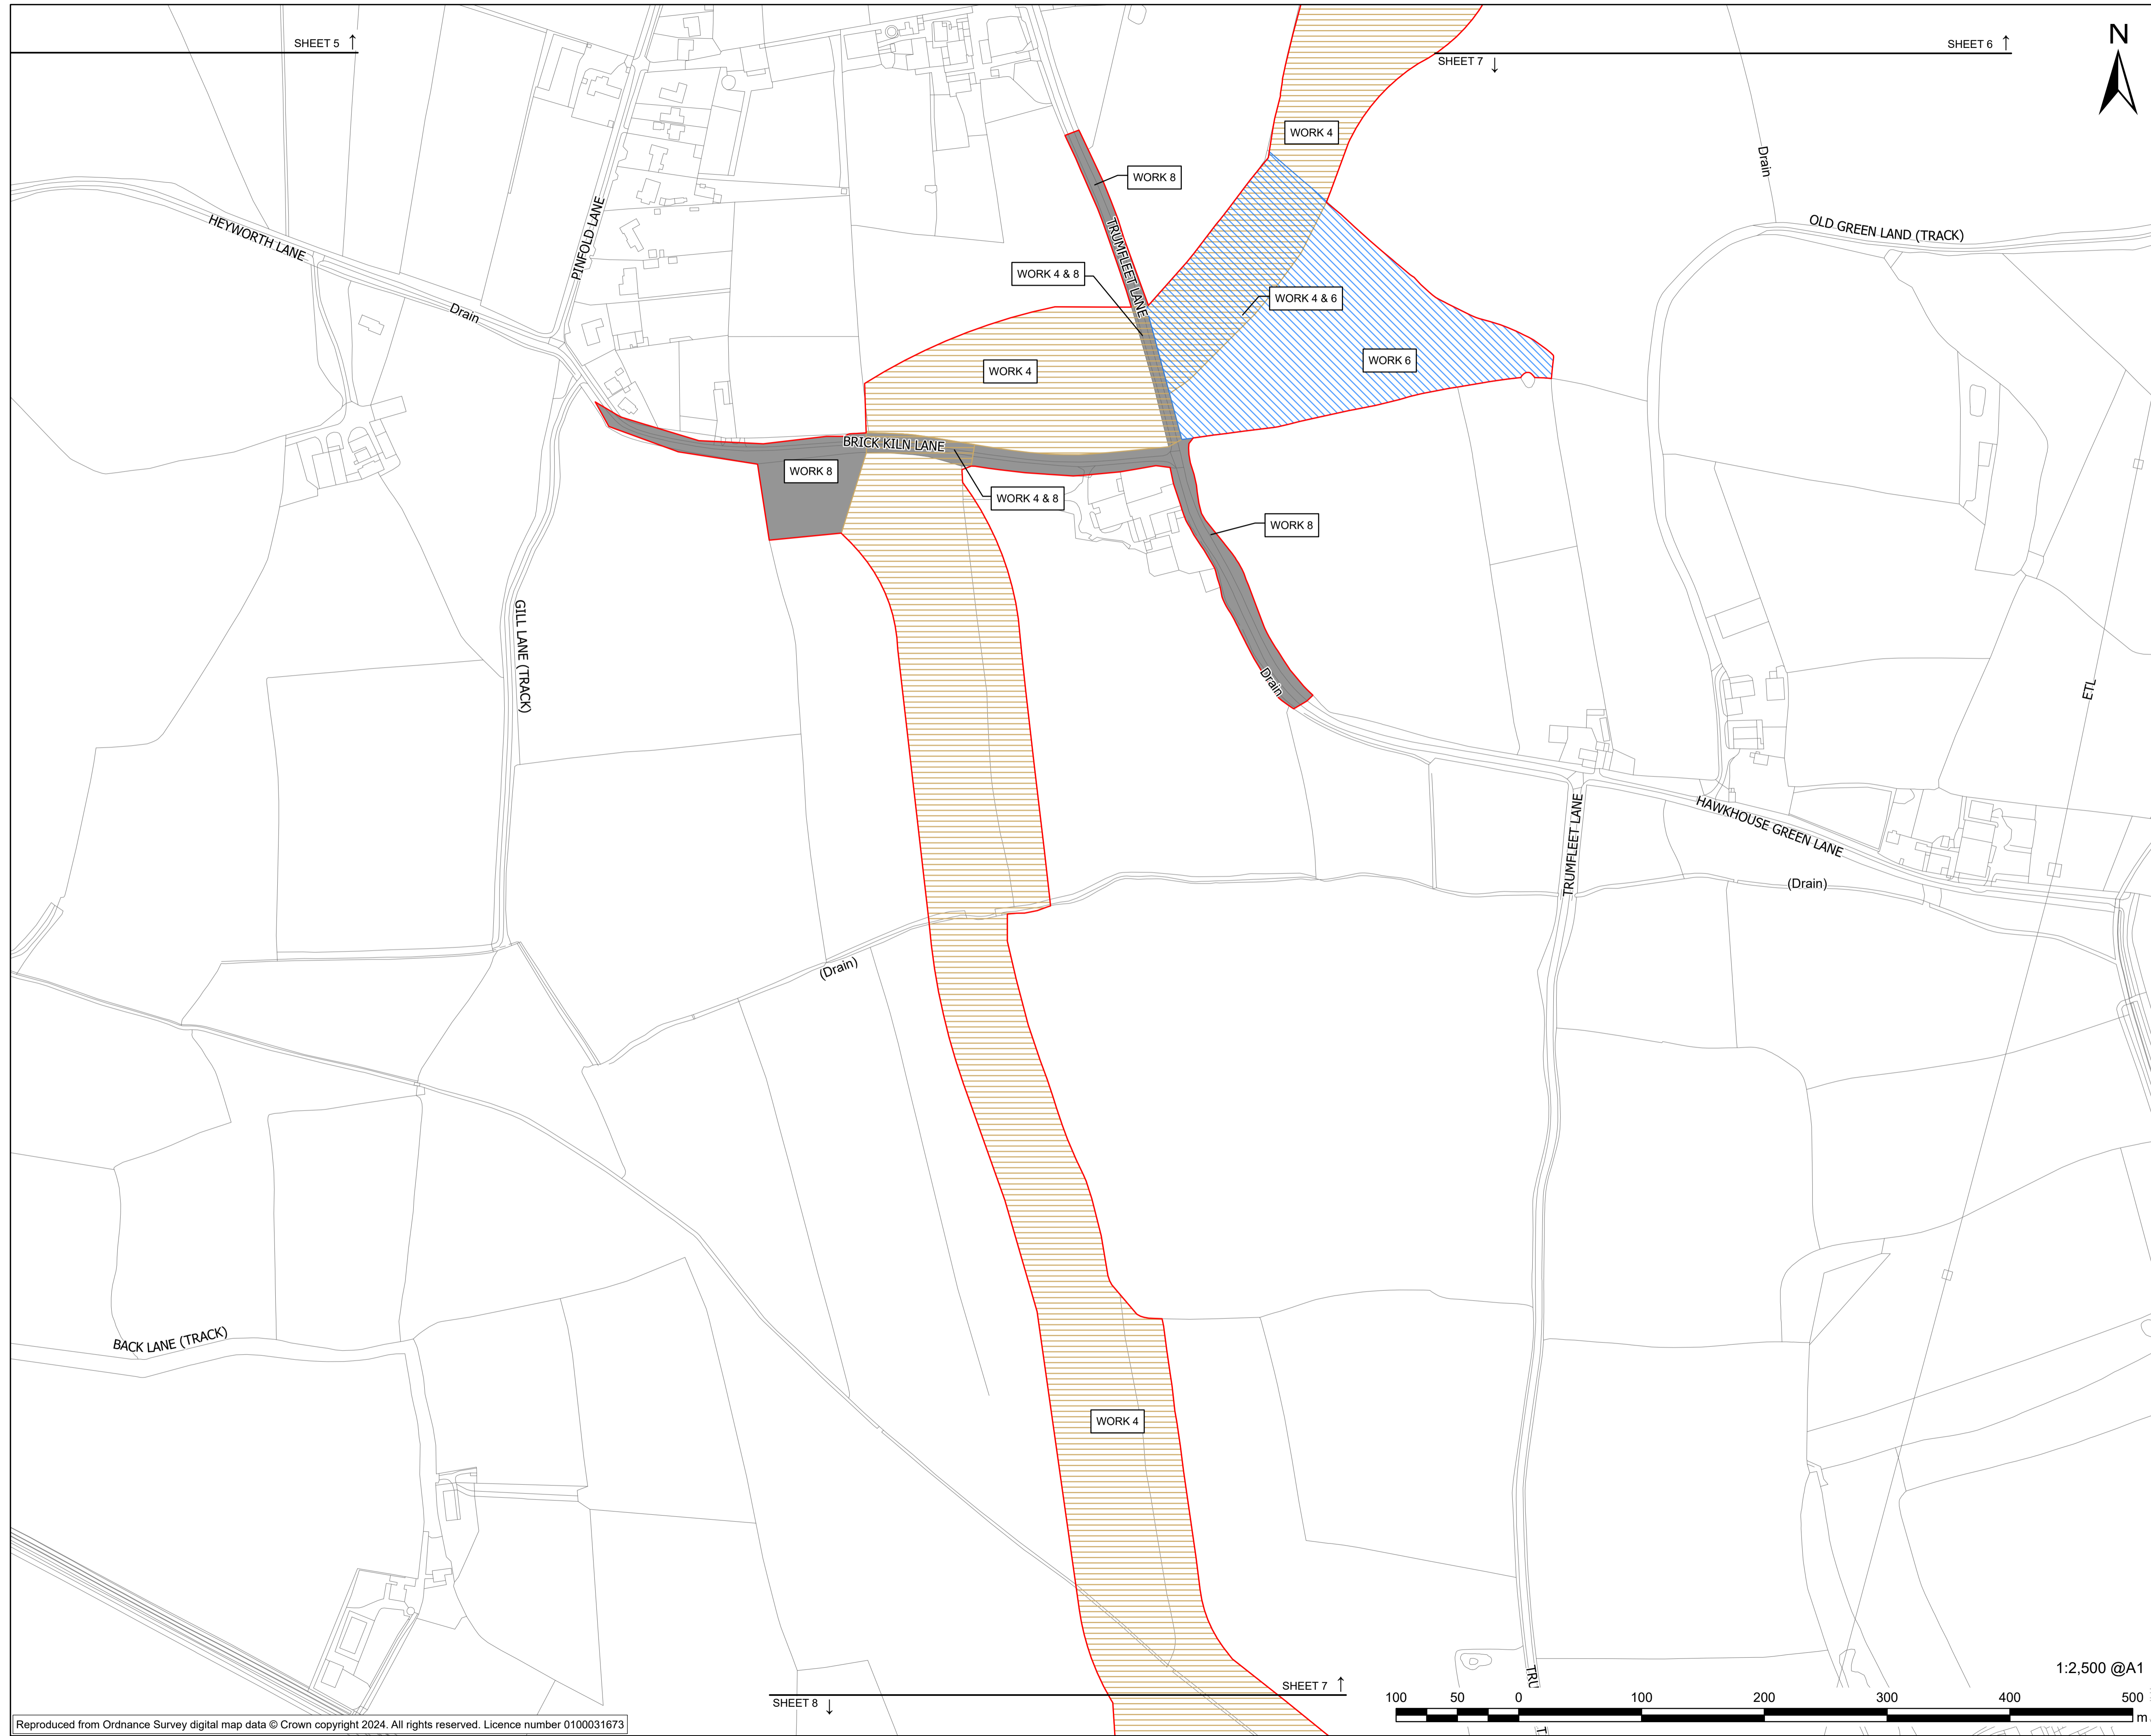 SHEET 5 ↑
SHEET 6 ↑
N
SHEET 7 ↓
WORK 4
Drain
WORK 8
HEYWORTH LANE
PINFOLD LANE
TRUMFLEET LANE
OLD GREEN LAND (TRACK)
WORK 4 & 8
WORK 4 & 6
Drain
WORK 4
WORK 6
BRICK KILN LANE
WORK 8
WORK 4 & 8
WORK 8
GILL LANE (TRACK)
Drain
ETL
TRUMFLEET LANE
HAWKHOUSE GREEN LANE
(Drain)
(Drain)
BACK LANE (TRACK)
WORK 4
TRU
1:2,500 @A1
SHEET 7 ↑
SHEET 8 ↓
100 50 0 100 200 300 400 500
m
Reproduced from Ordnance Survey digital map data © Crown copyright 2024. All rights reserved. Licence number 0100031673